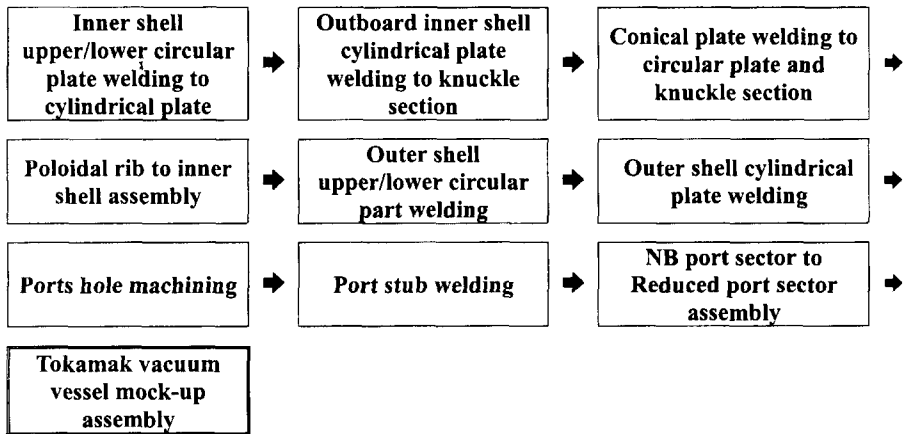 Inner shell
upper/lower circular
plate welding to
cylindrical plate
Outboard inner shell
cylindrical plate
welding to knuckle
section
Conical plate welding to
circular plate and
knuckle section
Poloidal rib to inner
shell assembly
Outer shell
upper/lower circular
part welding
Outer shell cylindrical
plate welding
Ports hole machining
Port stub welding
NB port sector to
Reduced port sector
assembly
Tokamak vacuum
vessel mock-up
assembly